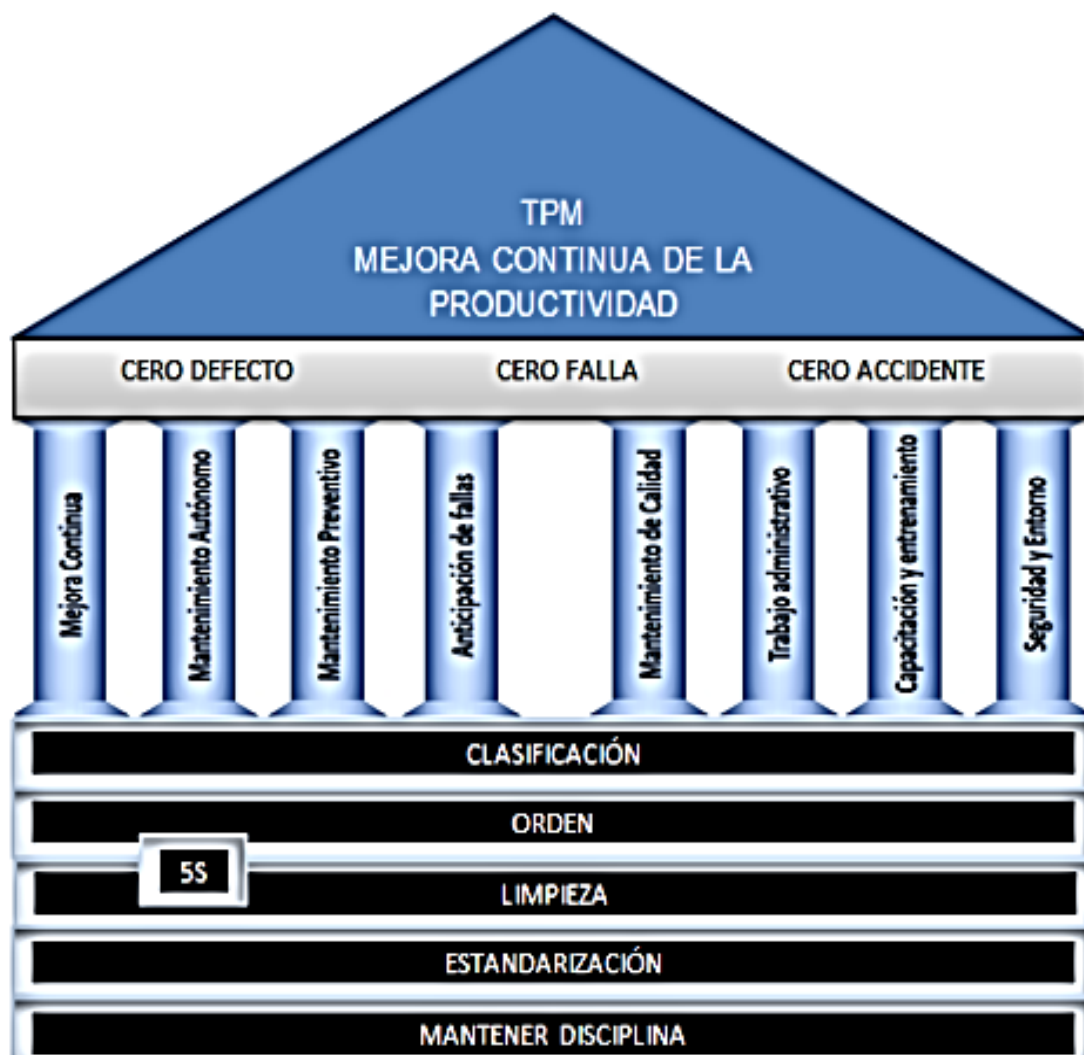 TPM
MEJORA CONTINUA DE LA
PRODUCTIVIDAD
CERO DEFECTO
CERO FALLA
CERO ACCIDENTE
Mejora Continua
Mantenimiento Autónomo
Mantenimiento Preventivo
Anticipación de fallas
Mantenimiento de Calidad
Trabajo administrativo
Capacitación y entrenamiento
Seguridad y Entorno
CLASIFICACIÓN
ORDEN
5S
LIMPIEZA
ESTANDARIZACIÓN
MANTENER DISCIPLINA